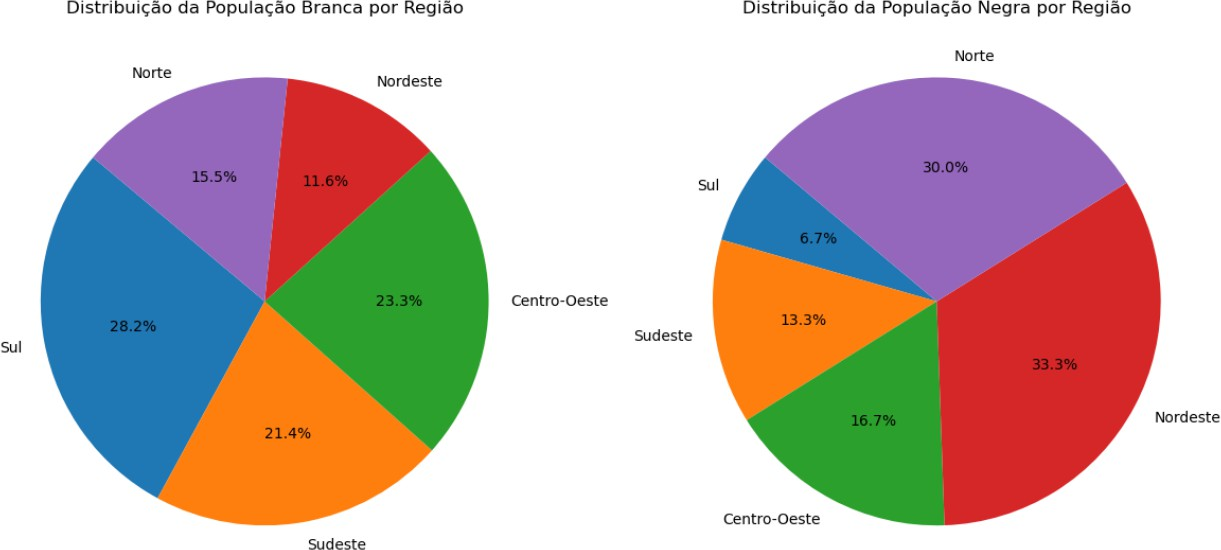 Distribuição da População Branca por Região
Norte
Nordeste
15.5%
11.6%
23.3%
Centro-Oeste
28.2%
Sul
21.4%
Sudeste
Distribuição da População Negra por Região
Norte
30.0%
Sul
6.7%
13.3%
Sudeste
33.3%
Nordeste
16.7%
Centro-Oeste